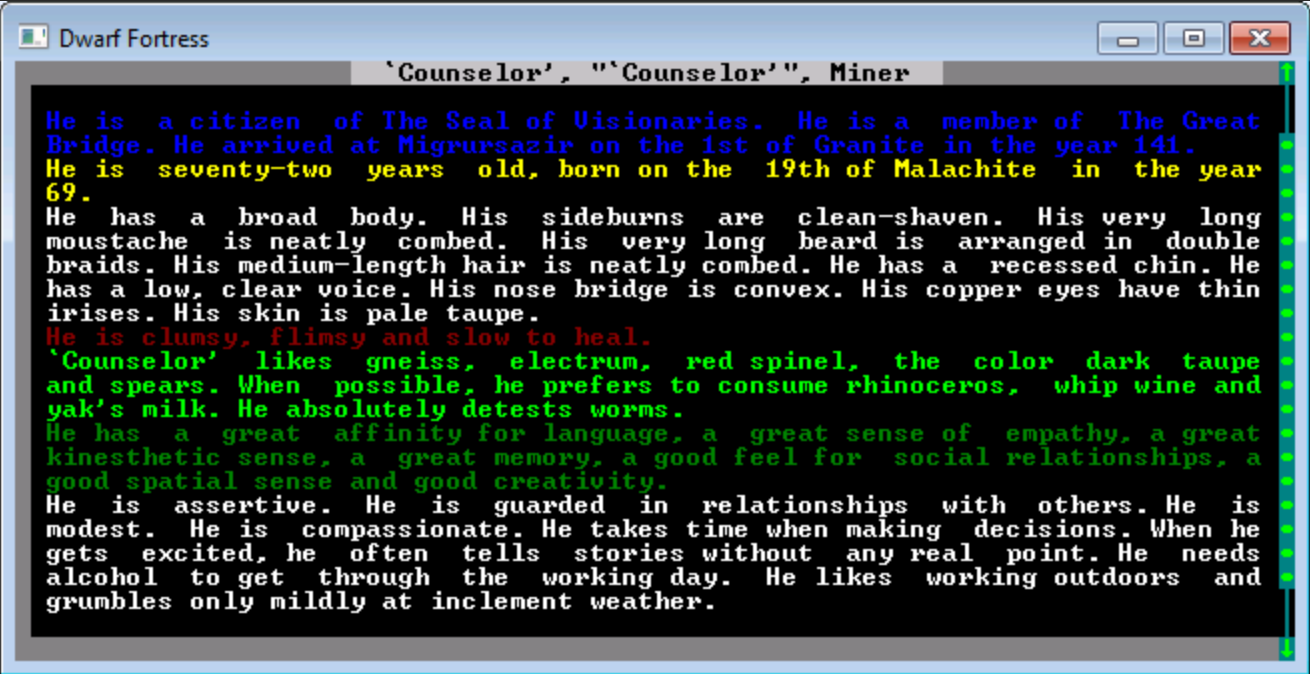 Dwarf Fortress
`Counselor', "`Counselor'", Miner
He is a citizen of The Seal of Visionaries. He is a member of The Great
Bridge. He arrived at Migrursazir on the 1st of Granite in the year 141.
He is seventy-two years old, born on the 19th of Malachite in the year
69.
He has a broad body. His sideburns are clean-shaven. His very long
moustache is neatly combed. His very long beard is arranged in double
braids. His medium-length hair is neatly combed. He has a recessed chin. He
has a low, clear voice. His nose bridge is convex. His copper eyes have thin
irises. His skin is pale taupe.
He is clumsy, flimsy and slow to heal.
`Counselor' likes gneiss, electrum, red spinel, the color dark taupe
and spears. When possible, he prefers to consume rhinoceros, whip wine and
yak's milk. He absolutely detests worms.
He has a great affinity for language, a great sense of empathy, a great
kinesthetic sense, a great memory, a good feel for social relationships, a
good spatial sense and good creativity.
He is assertive. He is guarded in relationships with others. He is
modest. He is compassionate. He takes time when making decisions. When he
gets excited, he often tells stories without any real point. He needs
alcohol to get through the working day. He likes working outdoors and
grumbles only mildly at inclement weather.